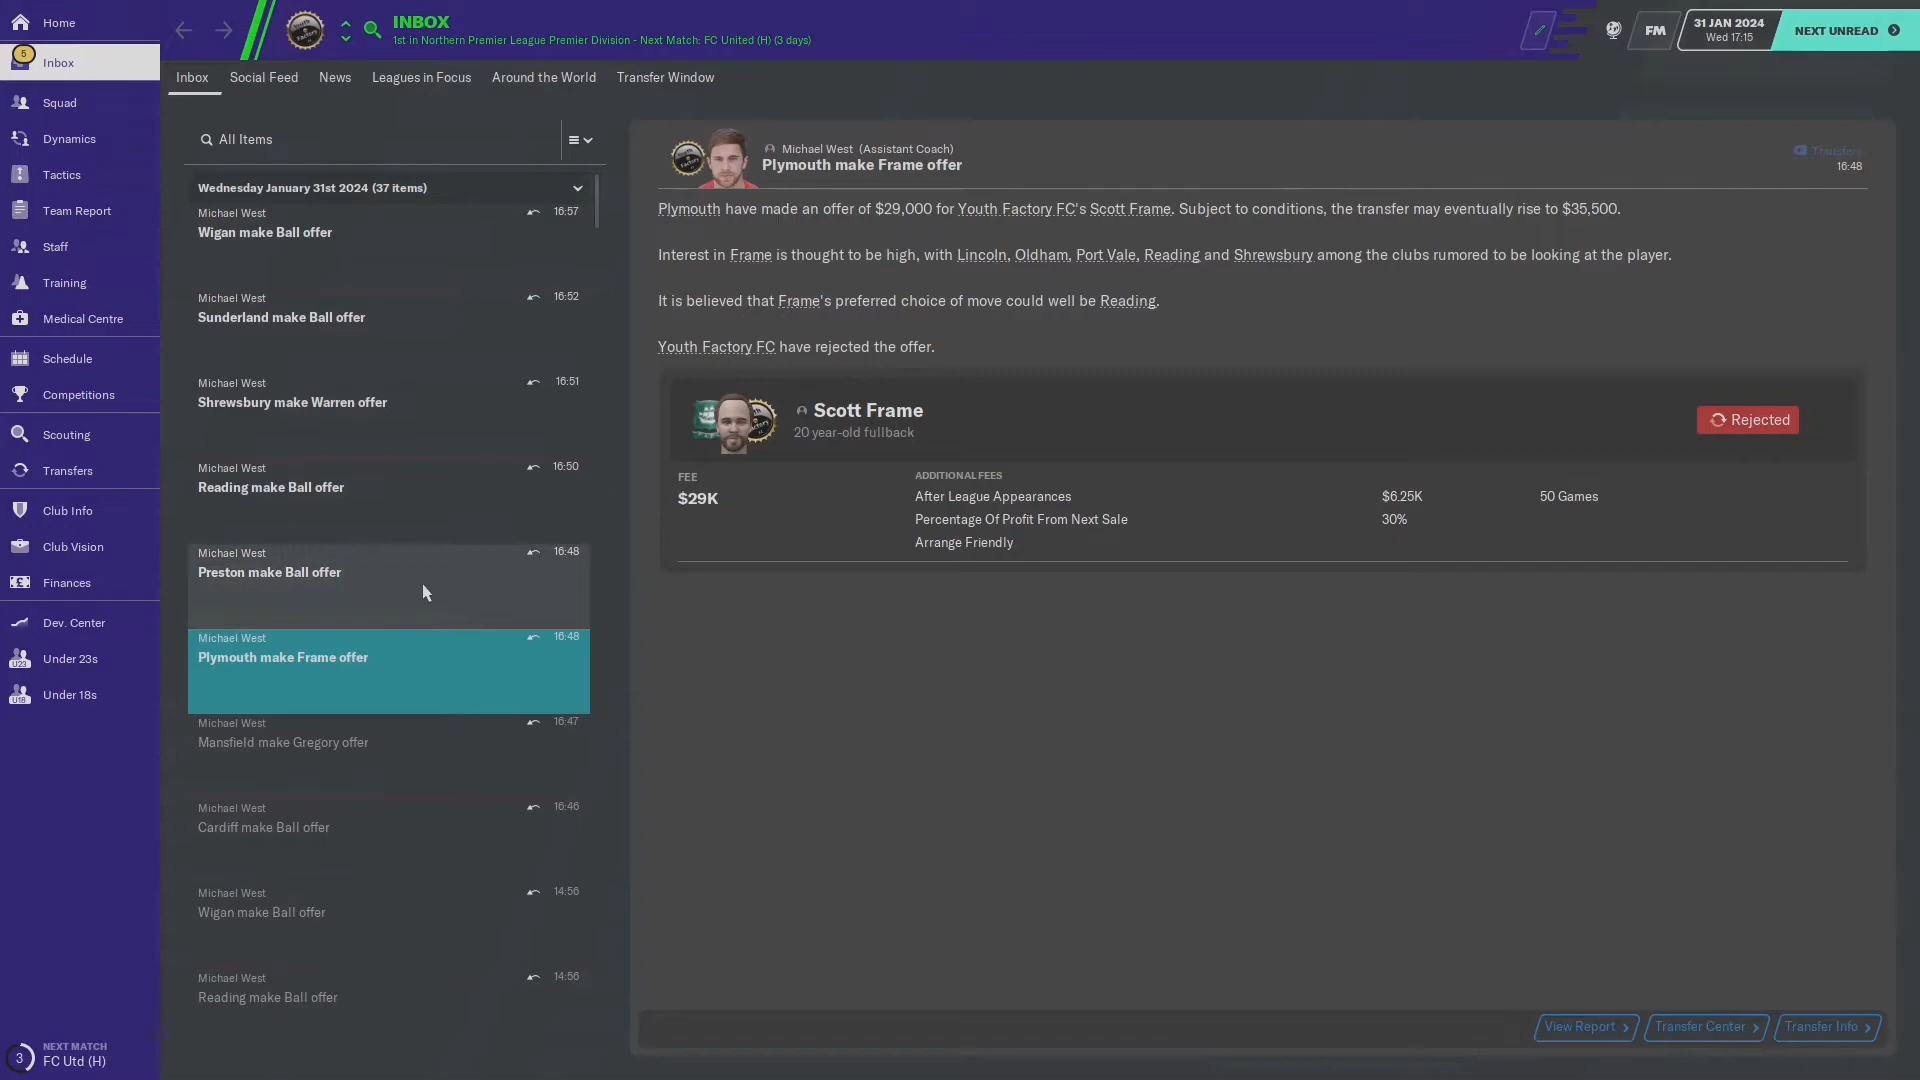 Home
5
Inbox
Squad
Dynamics
Tactics
Team Report
Staff
Training
Medical Centre
Schedule
Competitions
Scouting
Transfers
Club Info
Club Vision
Finances
Dev. Center
U23
Under 23s
U18
Under 18s
3
NEXT MATCH
FC Utd (H)
INBOX
1st in Northern Premier League Premier Division - Next Match: FC United (H) (3 days)
FM
31 JAN 2024
Wed 17:15
NEXT UNREAD
Inbox
Social Feed
News
Leagues in Focus
Around the World
Transfer Window
All Items
Wednesday January 31st 2024 (37 items)
Michael West
16:57
Wigan make Ball offer
Michael West
16:52
Sunderland make Ball offer
Michael West
16:51
Shrewsbury make Warren offer
Michael West
16:50
Reading make Ball offer
Michael West
16:48
Preston make Ball offer
Michael West
16:48
Plymouth make Frame offer
Michael West
16:47
Mansfield make Gregory offer
Michael West
16:46
Cardiff make Ball offer
Michael West
14:56
Wigan make Ball offer
Michael West
14:56
Reading make Ball offer
Michael West (Assistant Coach)
Plymouth make Frame offer
Transfers
16:48
Plymouth have made an offer of $29,000 for Youth Factory FC's Scott Frame. Subject to conditions, the transfer may eventually rise to $35,500.
Interest in Frame is thought to be high, with Lincoln, Oldham, Port Vale, Reading and Shrewsbury among the clubs rumored to be looking at the player.
It is believed that Frame's preferred choice of move could well be Reading.
Youth Factory FC have rejected the offer.
Scott Frame
20 year-old fullback
Rejected
FEE
$29K
ADDITIONAL FEES
After League Appearances
$6.25K
50 Games
Percentage Of Profit From Next Sale
30%
Arrange Friendly
View Report
Transfer Center
Transfer Info